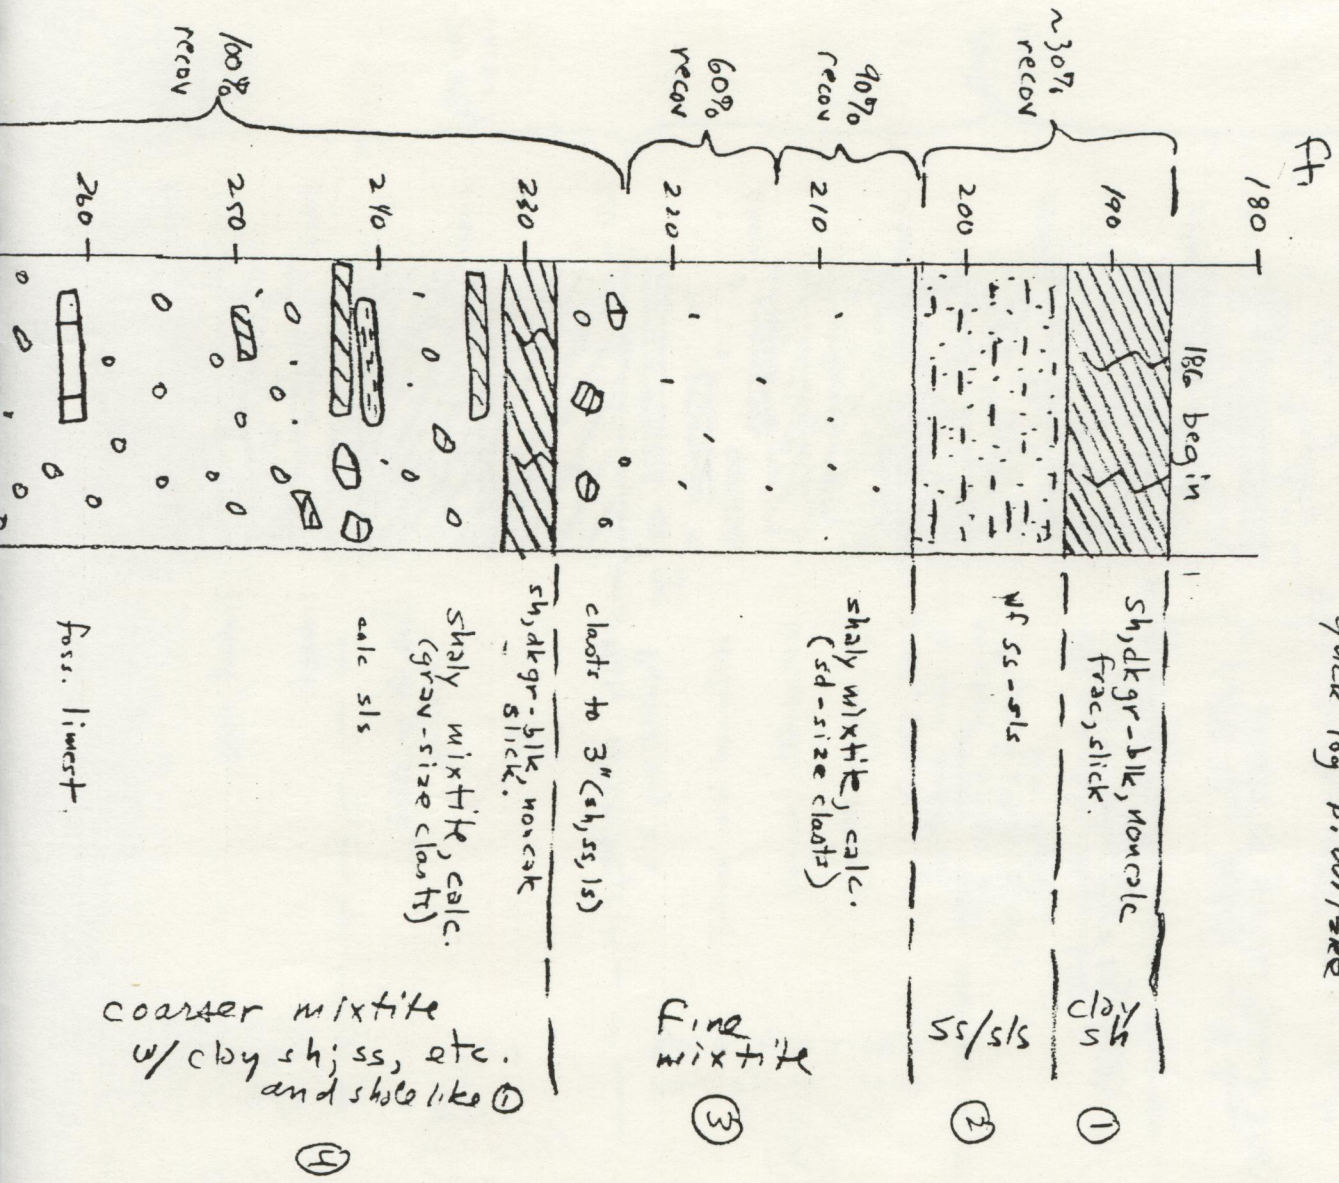 quick log
ft.
180
190
200
210
220
230
240
250
260
~30%
recov
90%
recov
60%
recov
100%
recov
186 begin
sh, dkgr-blk, noncalc
frac, slick.
vf ss-sls
shaly mixtite, calc.
(sd-size clasts)
clasts to 3" (sh, ss, ls)
sh, dkgr-blk, noncalc
slick.
shaly mixtite, calc.
(grav-size clasts)
calc sls
foss. limest.
clay
sh
①
ss/sls
②
Fine
mixtite
③
coarser mixtite
w/ clay sh; ss, etc.
and shale like ①
④